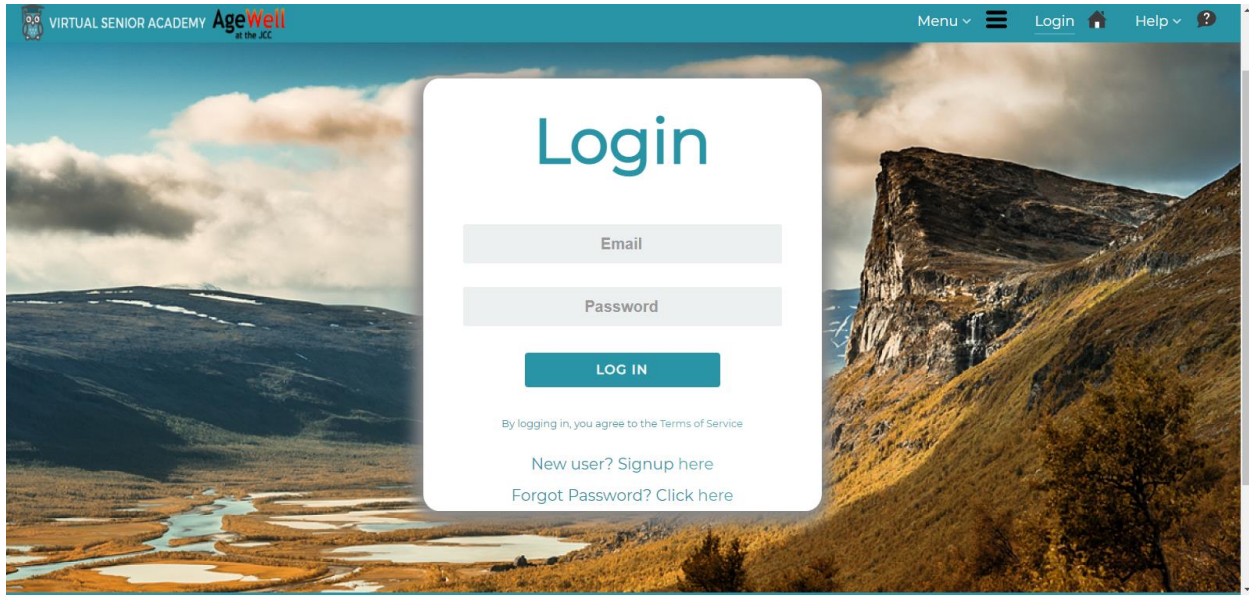 VIRTUAL SENIOR ACADEMY AgeWell at the JCC Menu Login Help ?
Login
Email
Password
LOG IN
By logging in, you agree to the Terms of Service
New user? Signup here
Forgot Password? Click here